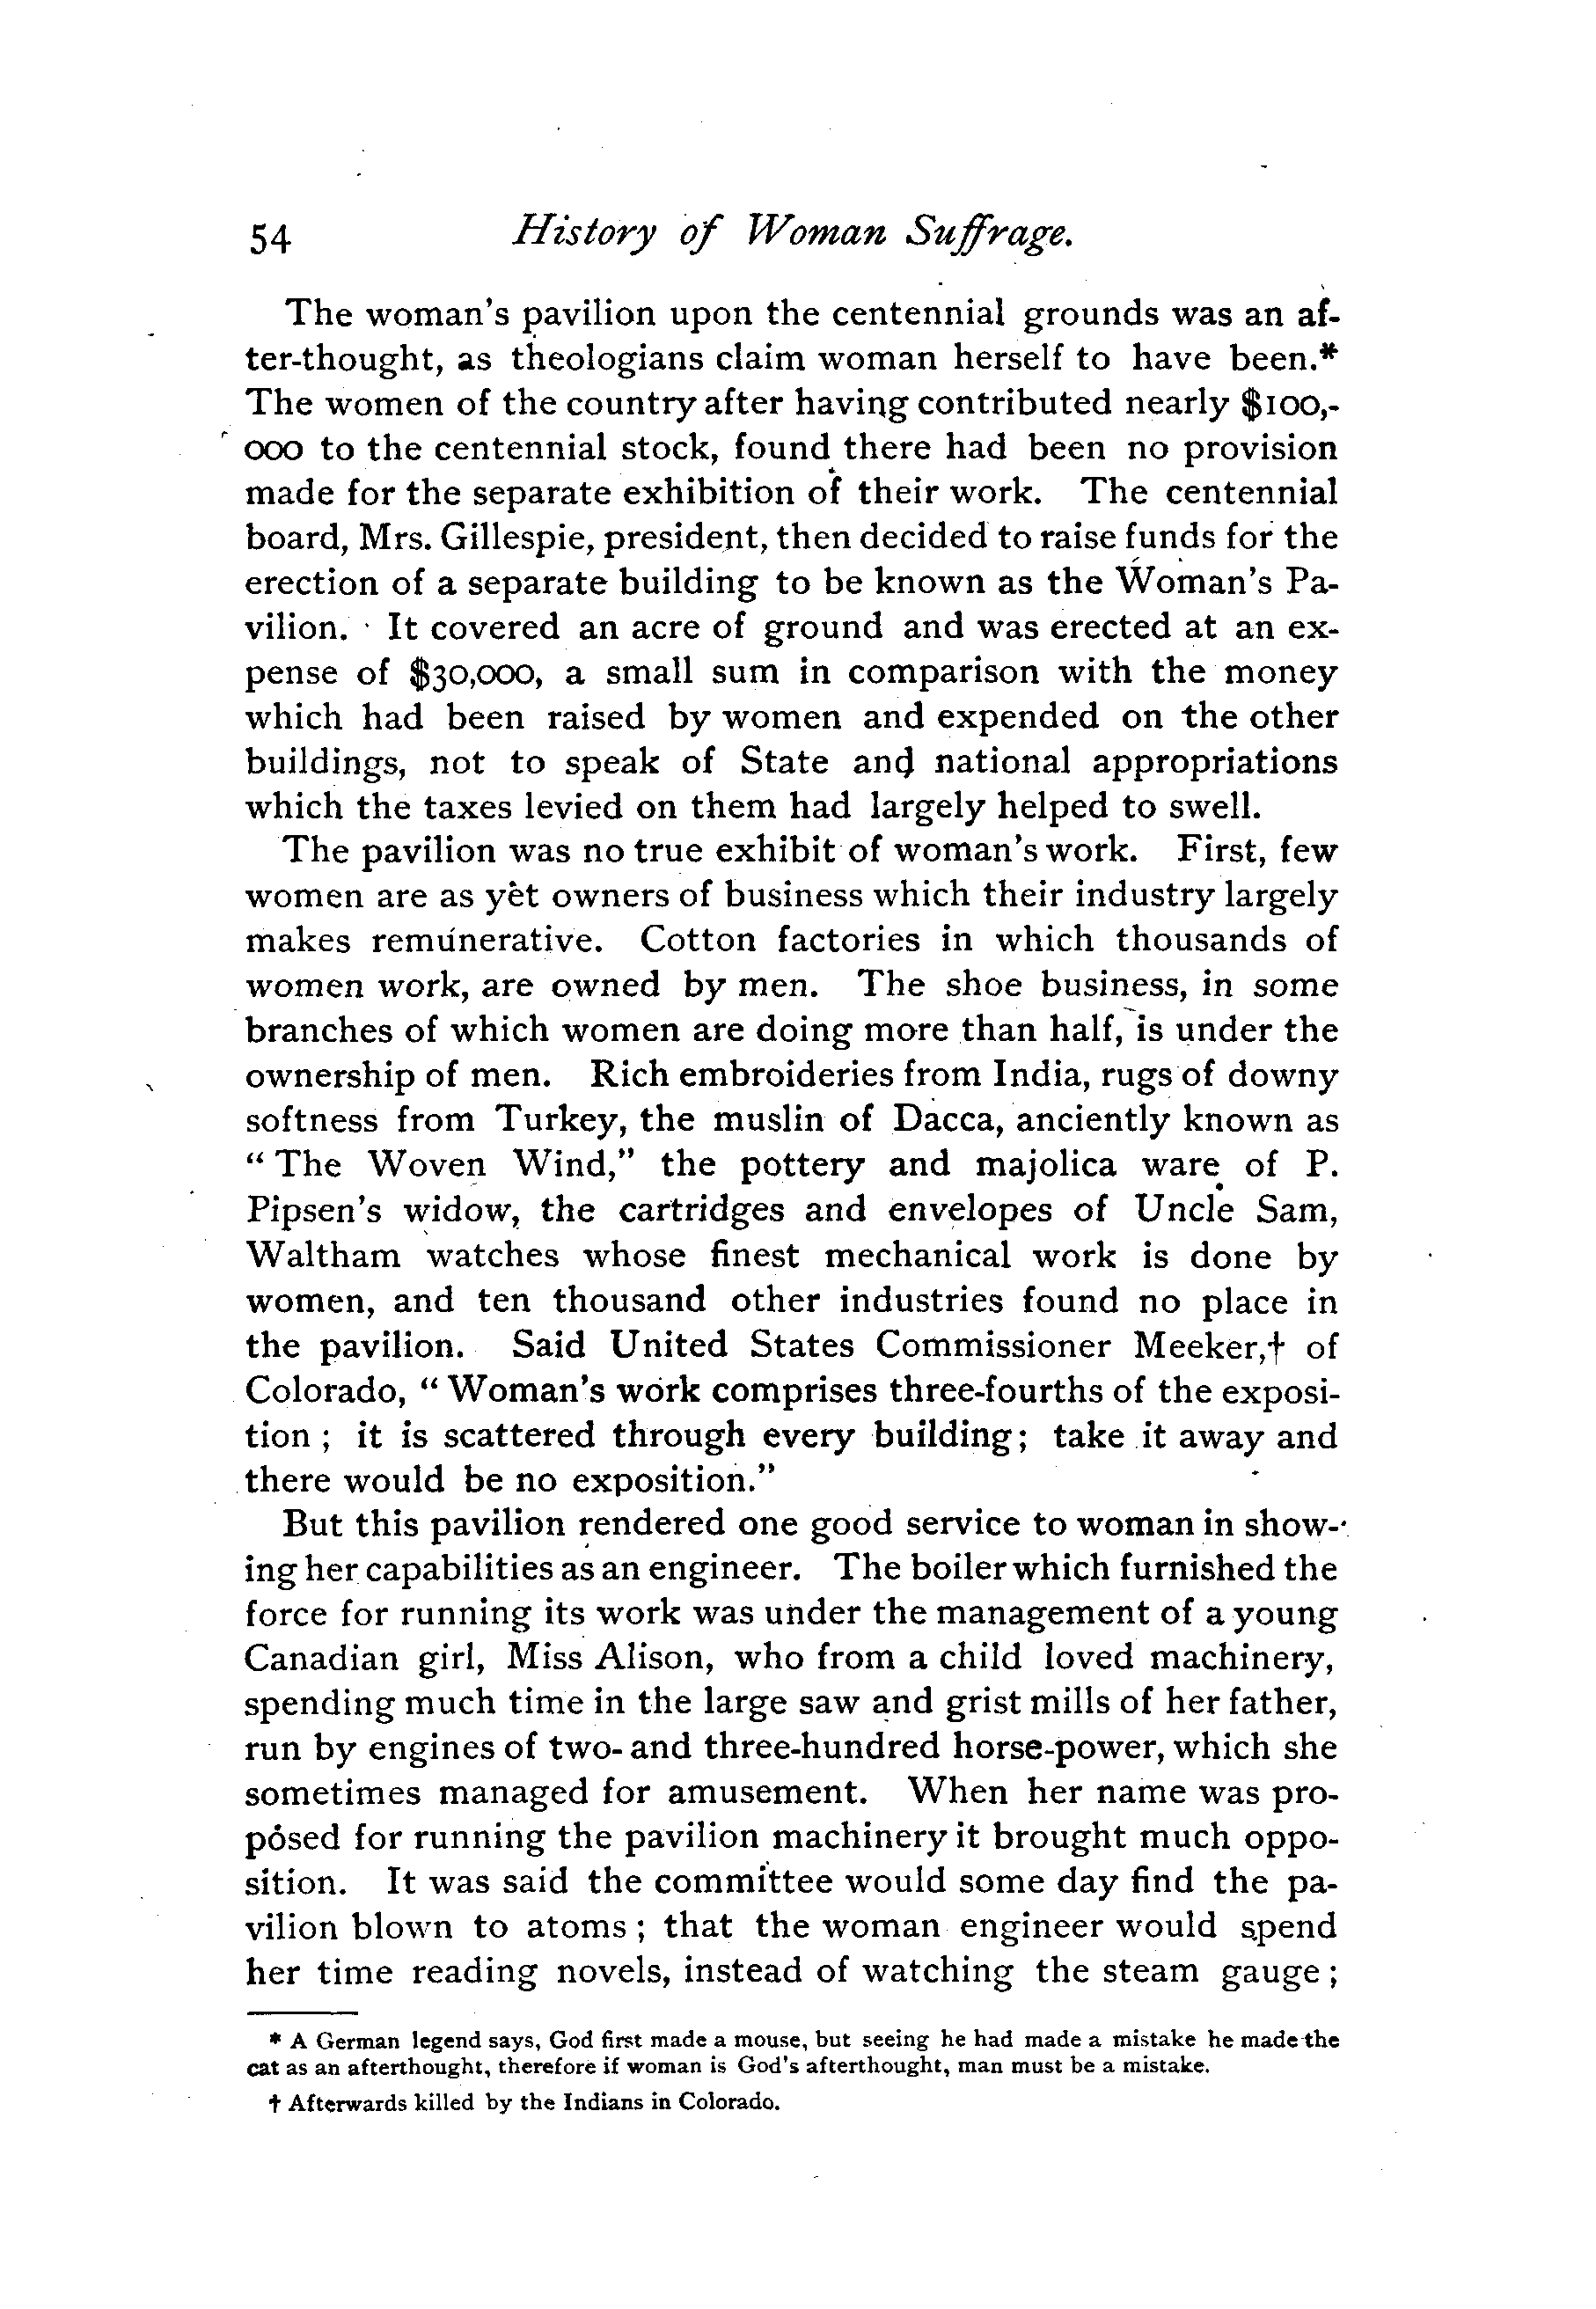 54 History of Woman Suffrage.
The woman's pavilion upon the centennial grounds was an af-
ter-thought, as theologians claim woman herself to have been.*
The women of the country after having contributed nearly $100,-
000 to the centennial stock, found there had been no provision
made for the separate exhibition of their work. The centennial
board, Mrs. Gillespie, president, then decided to raise funds for the
erection of a separate building to be known as the Woman's Pa-
vilion. It covered an acre of ground and was erected at an ex-
pense of $30,000, a small sum in comparison with the money
which had been raised by women and expended on the other
buildings, not to speak of State and national appropriations
which the taxes levied on them had largely helped to swell.
The pavilion was no true exhibit of woman's work. First, few
women are as yet owners of business which their industry largely
makes remunerative. Cotton factories in which thousands of
women work, are owned by men. The shoe business, in some
branches of which women are doing more than half, is under the
ownership of men. Rich embroideries from India, rugs of downy
softness from Turkey, the muslin of Dacca, anciently known as
" The Woven Wind," the pottery and majolica ware of P.
Pipsen's widow, the cartridges and envelopes of Uncle Sam,
Waltham watches whose finest mechanical work is done by
women, and ten thousand other industries found no place in
the pavilion. Said United States Commissioner Meeker,† of
Colorado, " Woman's work comprises three-fourths of the exposi-
tion ; it is scattered through every building; take it away and
there would be no exposition."
But this pavilion rendered one good service to woman in show-
ing her capabilities as an engineer. The boiler which furnished the
force for running its work was under the management of a young
Canadian girl, Miss Alison, who from a child loved machinery,
spending much time in the large saw and grist mills of her father,
run by engines of two- and three-hundred horse-power, which she
sometimes managed for amusement. When her name was pro-
posed for running the pavilion machinery it brought much oppo-
sition. It was said the committee would some day find the pa-
vilion blown to atoms ; that the woman engineer would spend
her time reading novels, instead of watching the steam gauge ;
* A German legend says, God first made a mouse, but seeing he had made a mistake he made the
cat as an afterthought, therefore if woman is God's afterthought, man must be a mistake.
† Afterwards killed by the Indians in Colorado.